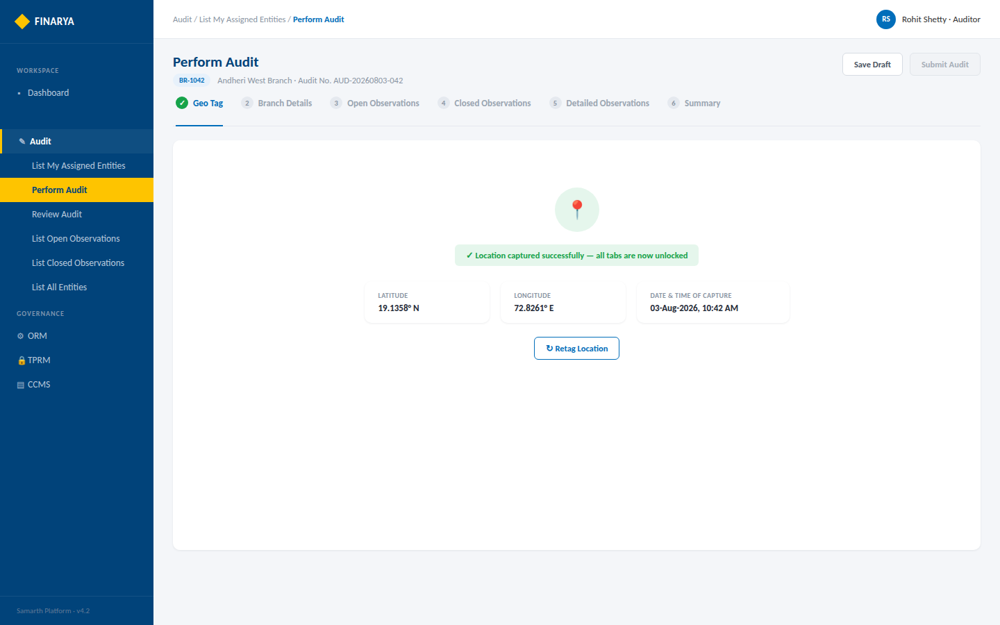 FINARYA
Audit / List My Assigned Entities / Perform Audit
RS
Rohit Shetty · Auditor
WORKSPACE
Dashboard
Audit
List My Assigned Entities
Perform Audit
Review Audit
List Open Observations
List Closed Observations
List All Entities
GOVERNANCE
ORM
TPRM
CCMS
Samarth Platform - v4.2
Perform Audit
BR-1042
Andheri West Branch · Audit No. AUD-20260803-042
Save Draft
Submit Audit
✓ Geo Tag
2 Branch Details
3 Open Observations
4 Closed Observations
5 Detailed Observations
6 Summary
✓ Location captured successfully — all tabs are now unlocked
LATITUDE
19.1358° N
LONGITUDE
72.8261° E
DATE & TIME OF CAPTURE
03-Aug-2026, 10:42 AM
↻ Retag Location